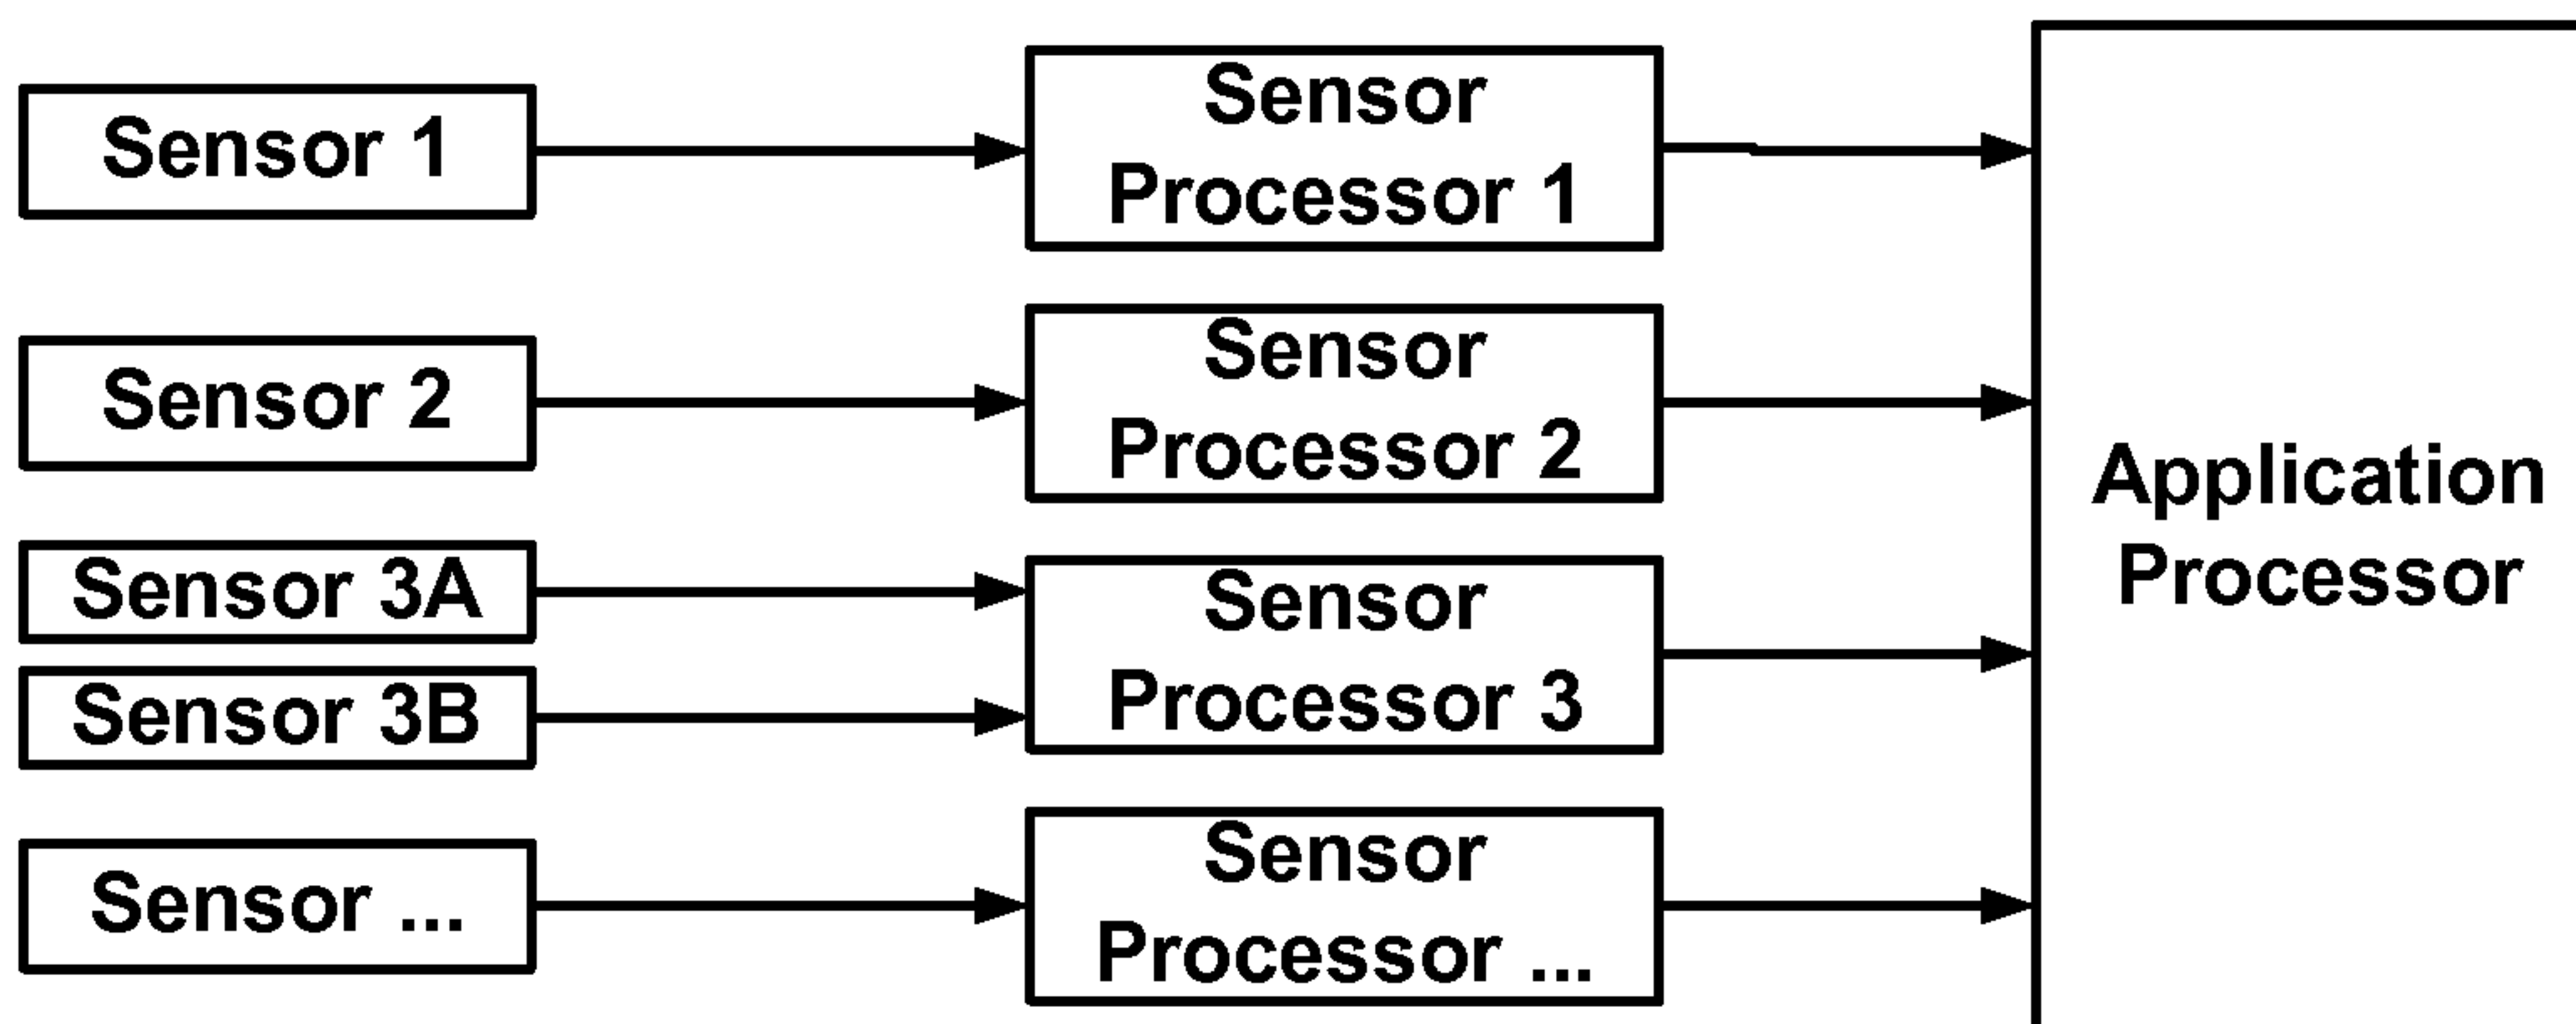 Sensor 1
Sensor
Processor 1
Sensor 2
Sensor
Processor 2
Sensor 3A
Sensor 3B
Sensor
Processor 3
Sensor ...
Sensor
Processor ...
Application
Processor